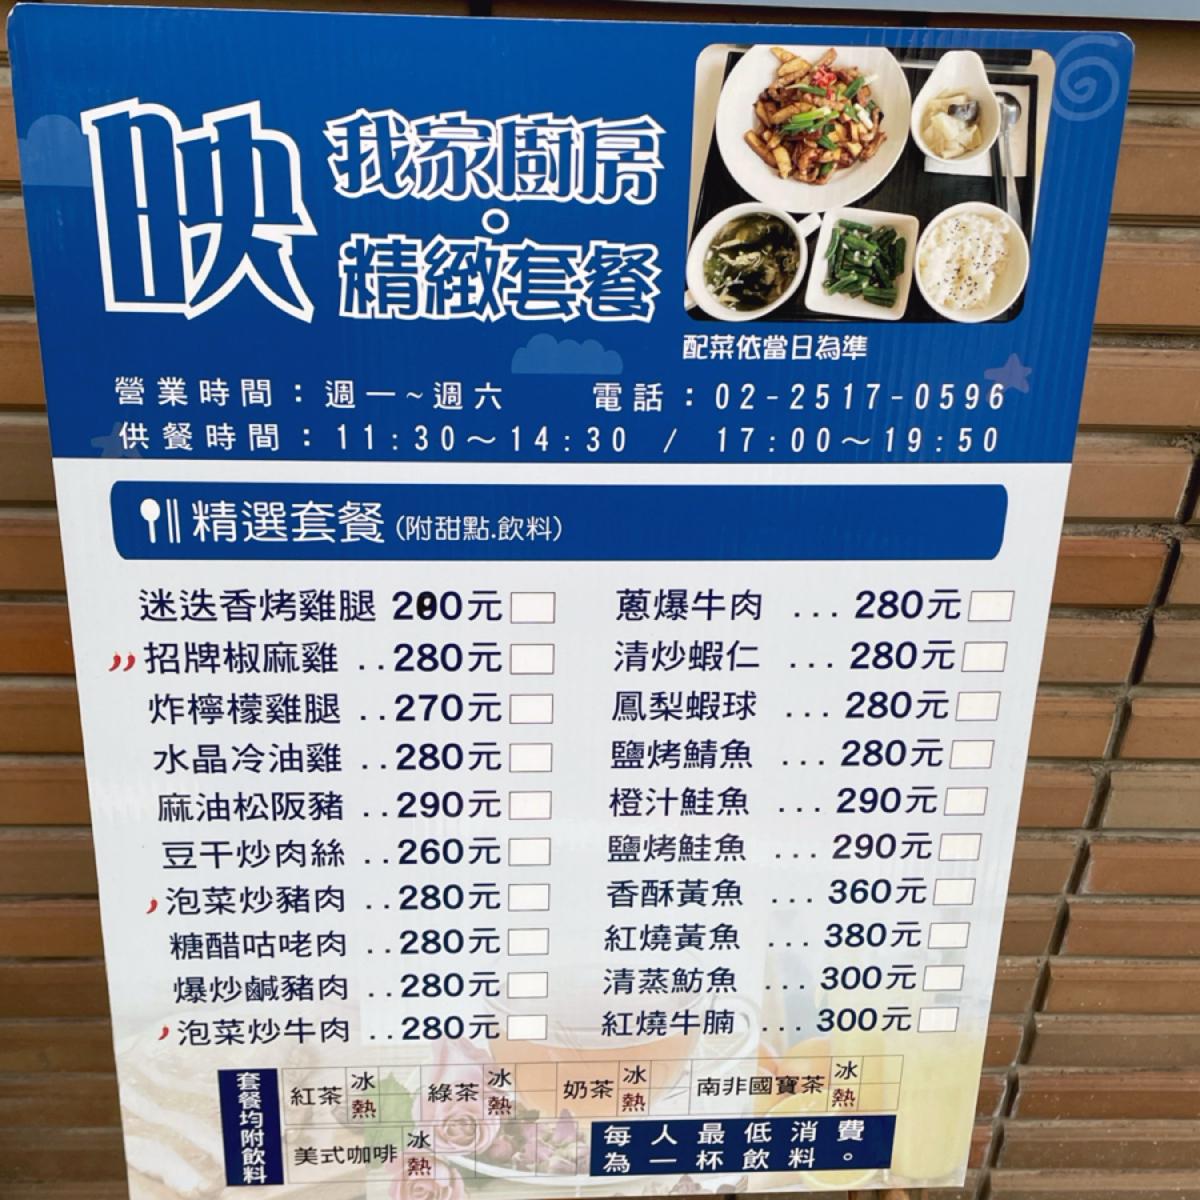 映
我家廚房
。
精緻套餐
配菜依當日為準
營業時間：週一~週六 電話：02-2517-0596
供餐時間：11:30~14:30 / 17:00~19:50
精選套餐(附甜點.飲料)
迷迭香烤雞腿 元
招牌椒麻雞 ..280元
炸檸檬雞腿 ..270元
水晶冷油雞 ..280元
麻油松阪豬 ..290元
豆干炒肉絲 ..260元
泡菜炒豬肉 ..280元
糖醋咕咾肉 ..280元
爆炒鹹豬肉 ..280元
泡菜炒牛肉 ..280元
蔥爆牛肉 ...280元
清炒蝦仁 ...280元
鳳梨蝦球 ...280元
鹽烤鯖魚 ...280元
橙汁鮭魚 ...290元
鹽烤鮭魚 ...290元
香酥黃魚 ...360元
紅燒黃魚 ...380元
清蒸魴魚 ...300元
紅燒牛腩 ...300元
套餐均附飲料
紅茶 冰 熱
綠茶 冰 熱
奶茶 冰 熱
南非國寶茶 冰 熱
美式咖啡 冰 熱
每人最低消費
為一杯飲料。